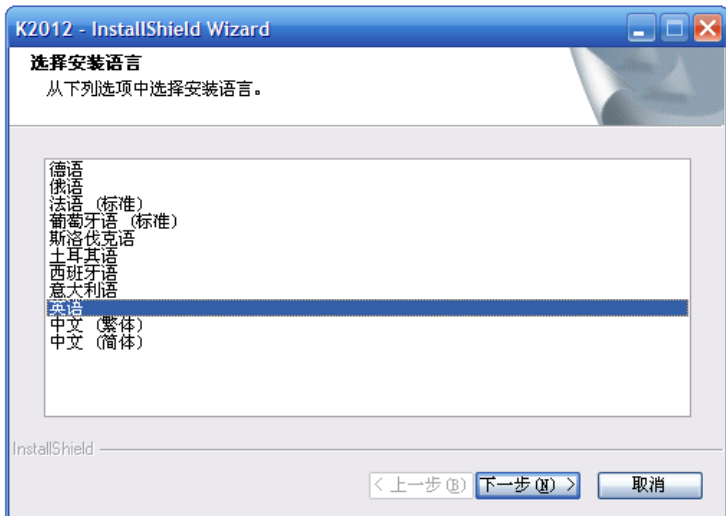 K2012 - InstallShield Wizard
选择安装语言
从下列选项中选择安装语言。
德语
俄语
法语 (标准)
葡萄牙语 (标准)
斯洛伐克语
土耳其语
西班牙语
意大利语
英语
中文 (繁体)
中文 (简体)
InstallShield
< 上一步(B) 下一步(N) > 取消